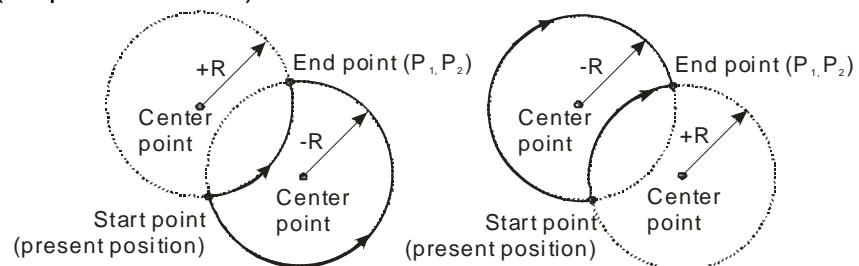 +R
End point (P1, P2)
Center
point
-R
Center
point
Start point
(present position)
-R
End point (P1, P2)
Center
point
+R
Center
point
Start point
(present position)